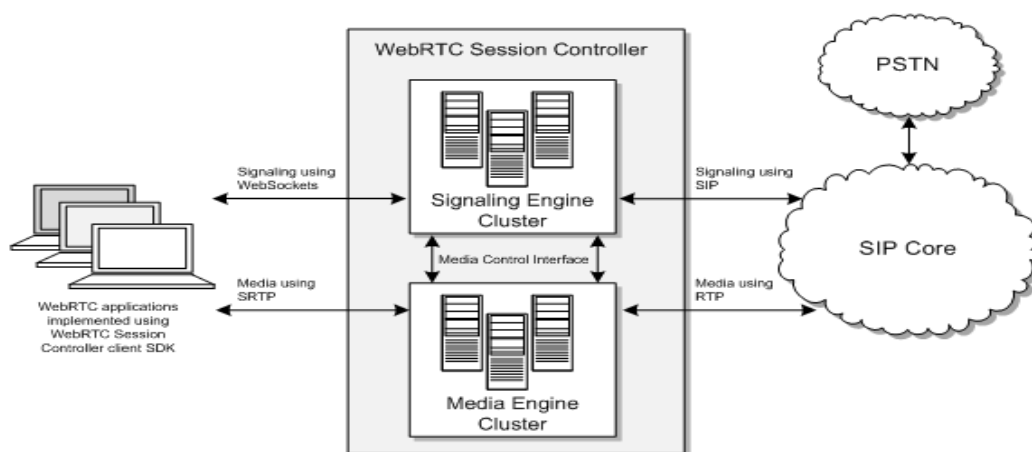 WebRTC Session Controller
PSTN
Signaling using
WebSockets
Signaling Engine
Cluster
Signaling using
SIP
SIP Core
Media Control Interface
Media using
SRTP
Media using
RTP
WebRTC applications
implemented using
WebRTC Session
Controller client SDK
Media Engine
Cluster